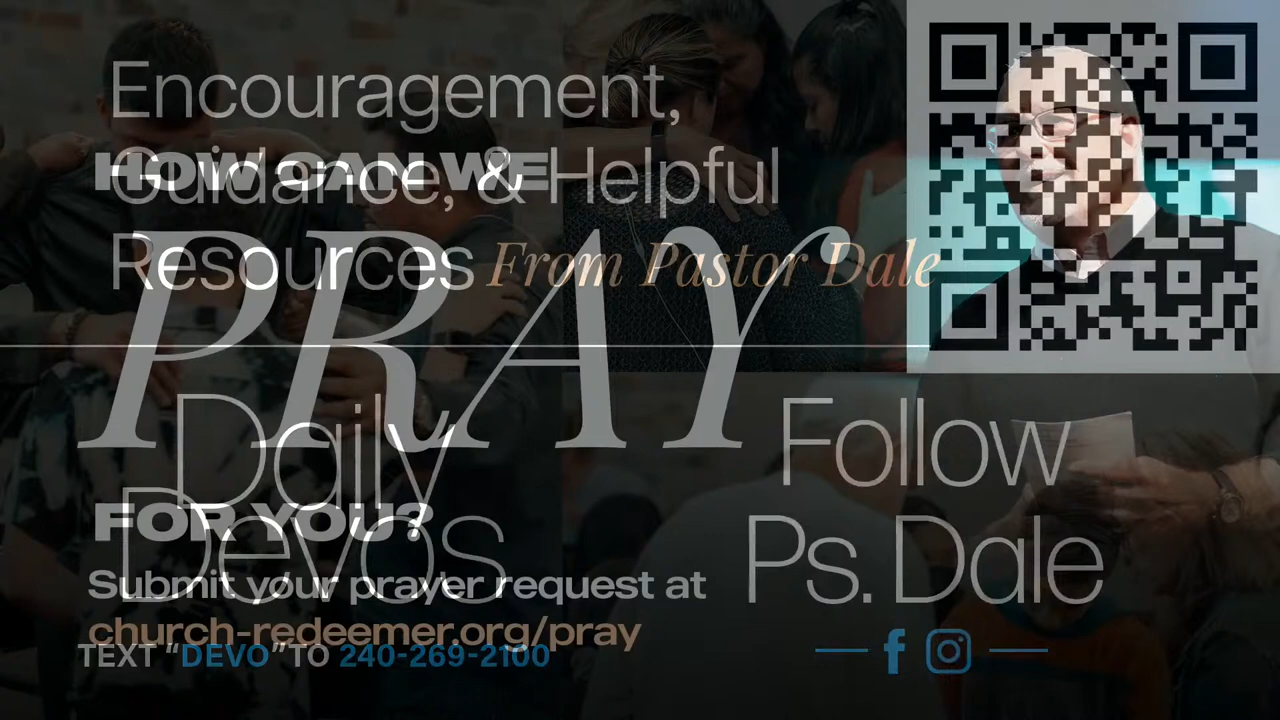 Encouragement,
Guidance, & Helpful
Resources From Pastor Dale
HOW CAN WE
PRAY
FOR YOU?
Submit your prayer request at
church-redeemer.org/pray
Daily
Devos
TEXT “DEVO” TO 240-269-2100
Follow
Ps. Dale